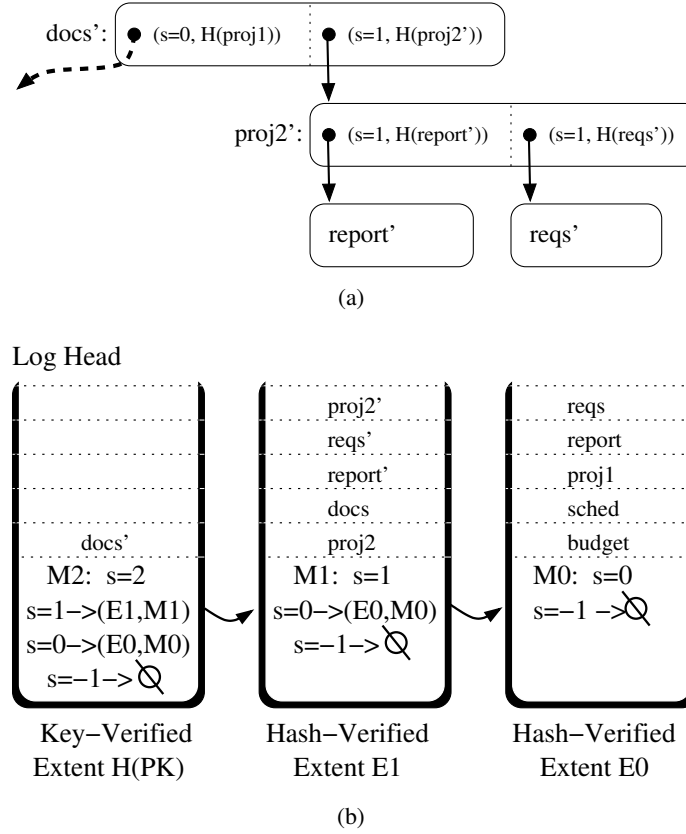 docs’: (s=0, H(proj1)) (s=1, H(proj2’))
proj2’: (s=1, H(report’)) (s=1, H(reqs’))
report’ reqs’
(a)
Log Head
proj2’ reqs
reqs’ report
report’ proj1
docs sched
docs’ proj2 budget
M2: s=2 M1: s=1 M0: s=0
s=1−>(E1,M1) s=0−>(E0,M0) s=−1 −>∅
s=0−>(E0,M0) s=−1−>∅
s=−1−>∅
Key−Verified Hash−Verified Hash−Verified
Extent H(PK) Extent E1 Extent E0
(b)